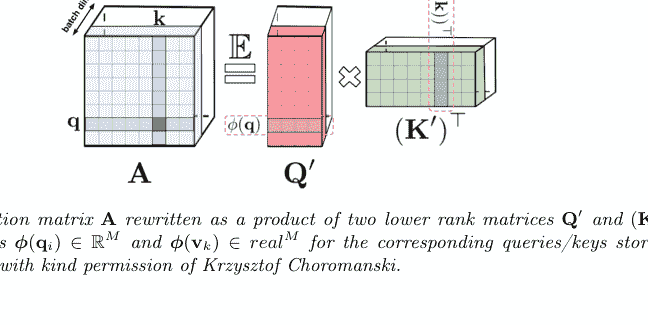 batch di
k
k))⊤
𝔼
q
ϕ(q)
A
Q′
(K′)⊤
tion matrix A rewritten as a product of two lower rank matrices Q′ and (K
s ϕ(qᵢ) ∈ ℝᴹ and ϕ(vₖ) ∈ realᴹ for the corresponding queries/keys stor
with kind permission of Krzysztof Choromanski.